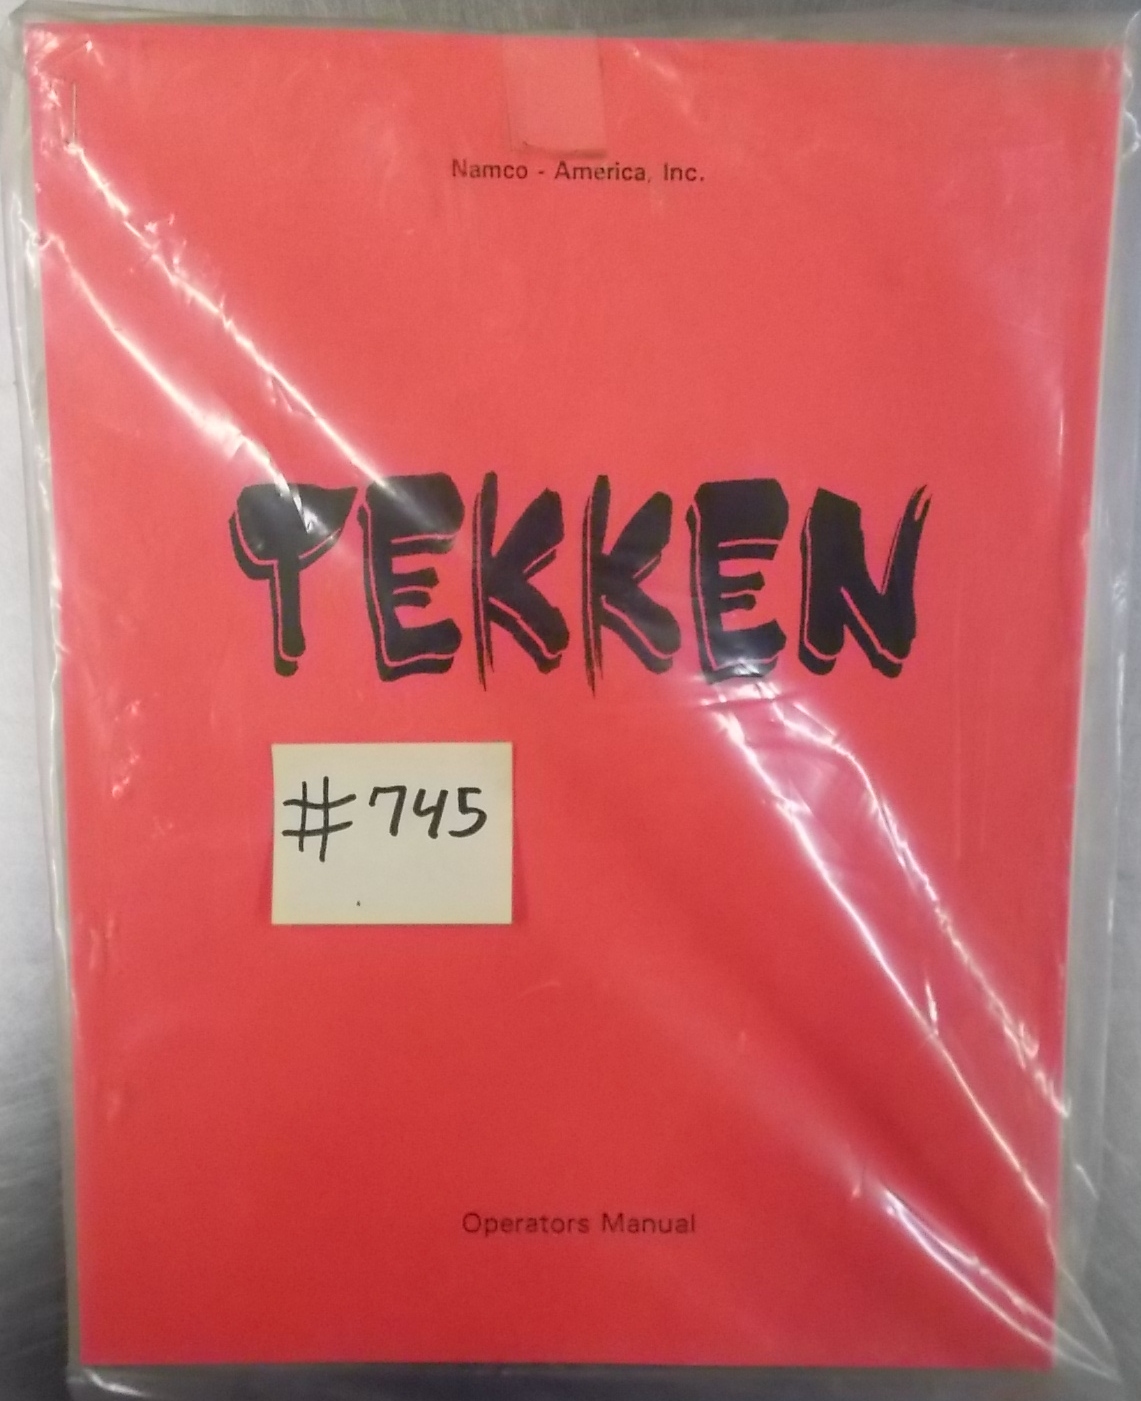 Namco - America, Inc.
TEKKEN
#745
Operators Manual